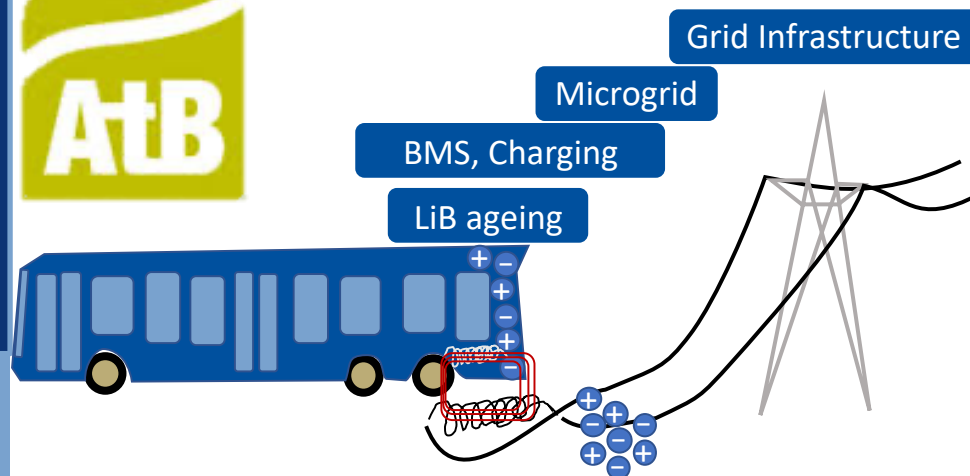 AtB
Grid Infrastructure
Microgrid
BMS, Charging
LiB ageing
+ −
+
−
+
−
+
+
− −
+ +
−